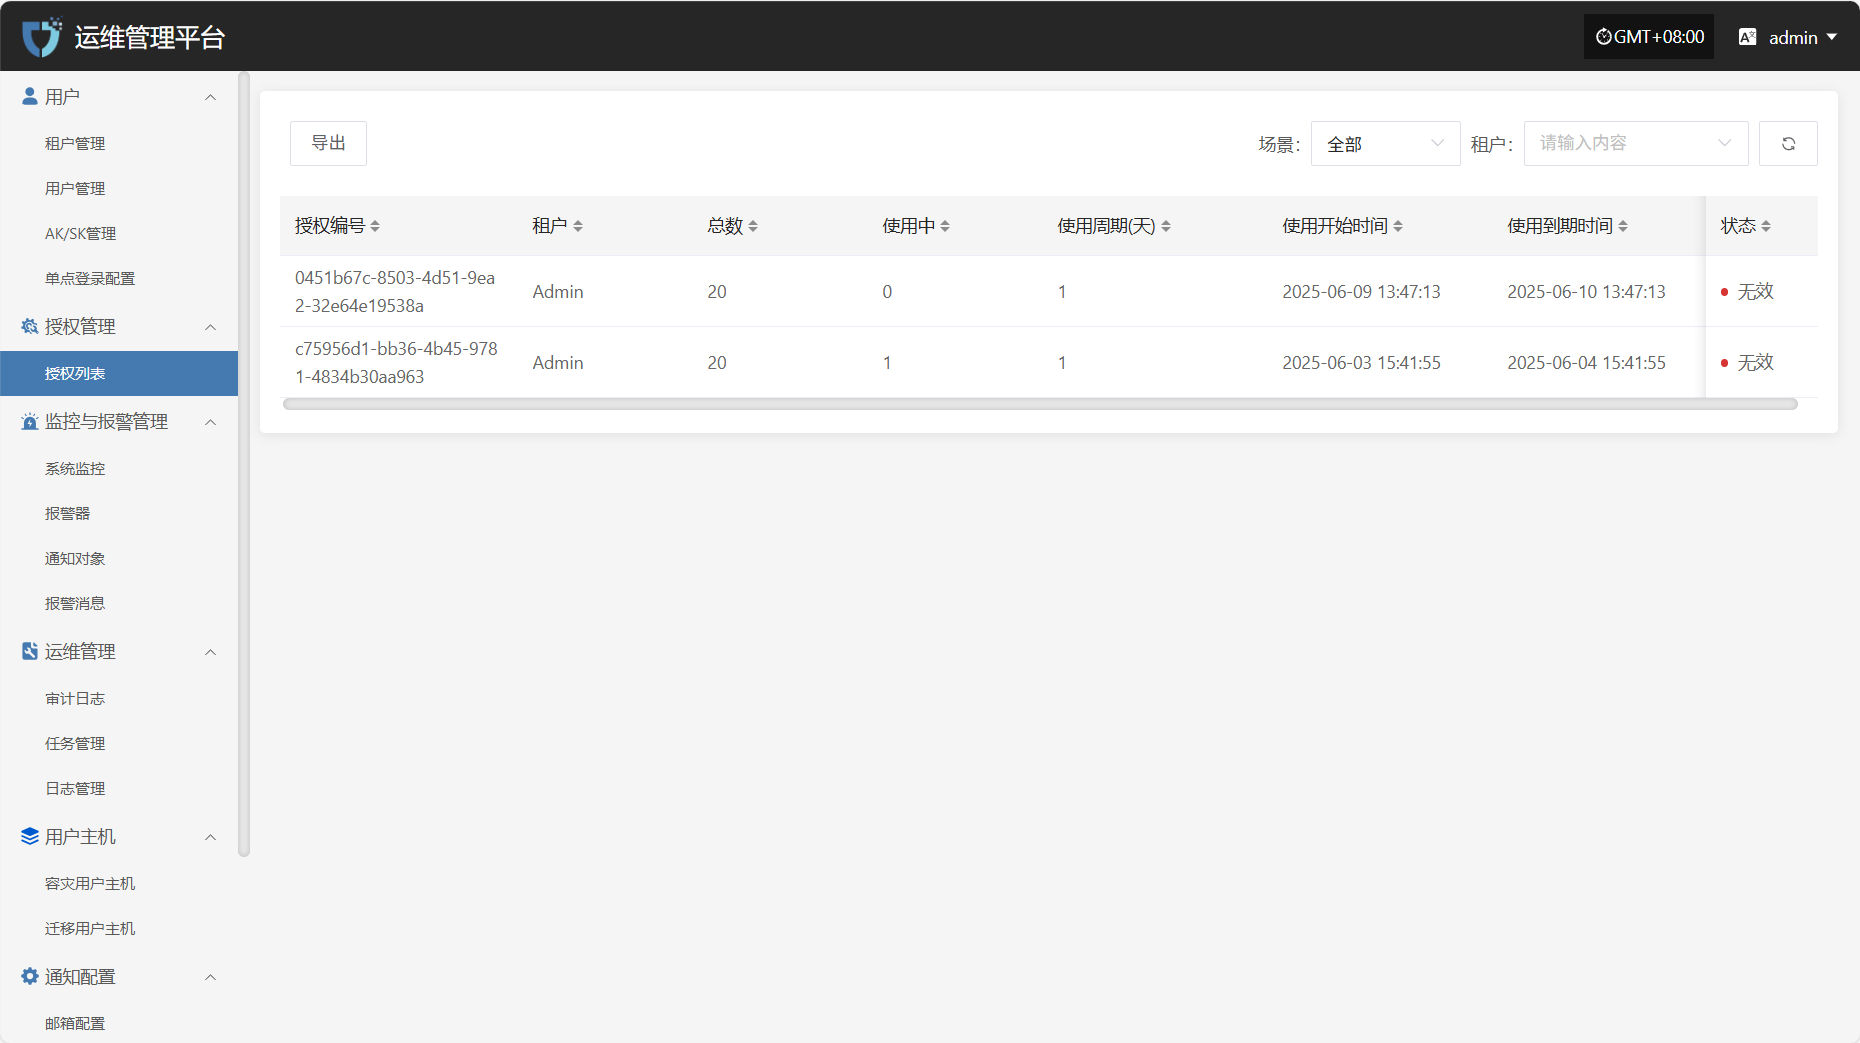 运维管理平台
GMT+08:00
admin
用户
租户管理
用户管理
AK/SK管理
单点登录配置
授权管理
授权列表
监控与报警管理
系统监控
报警器
通知对象
报警消息
运维管理
审计日志
任务管理
日志管理
用户主机
容灾用户主机
迁移用户主机
通知配置
邮箱配置
导出
场景: 全部 租户: 请输入内容
授权编号 租户 总数 使用中 使用周期(天) 使用开始时间 使用到期时间 状态
0451b67c-8503-4d51-9ea
2-32e64e19538a
Admin 20 0 1 2025-06-09 13:47:13 2025-06-10 13:47:13 无效
c75956d1-bb36-4b45-978
1-4834b30aa963
Admin 20 1 1 2025-06-03 15:41:55 2025-06-04 15:41:55 无效